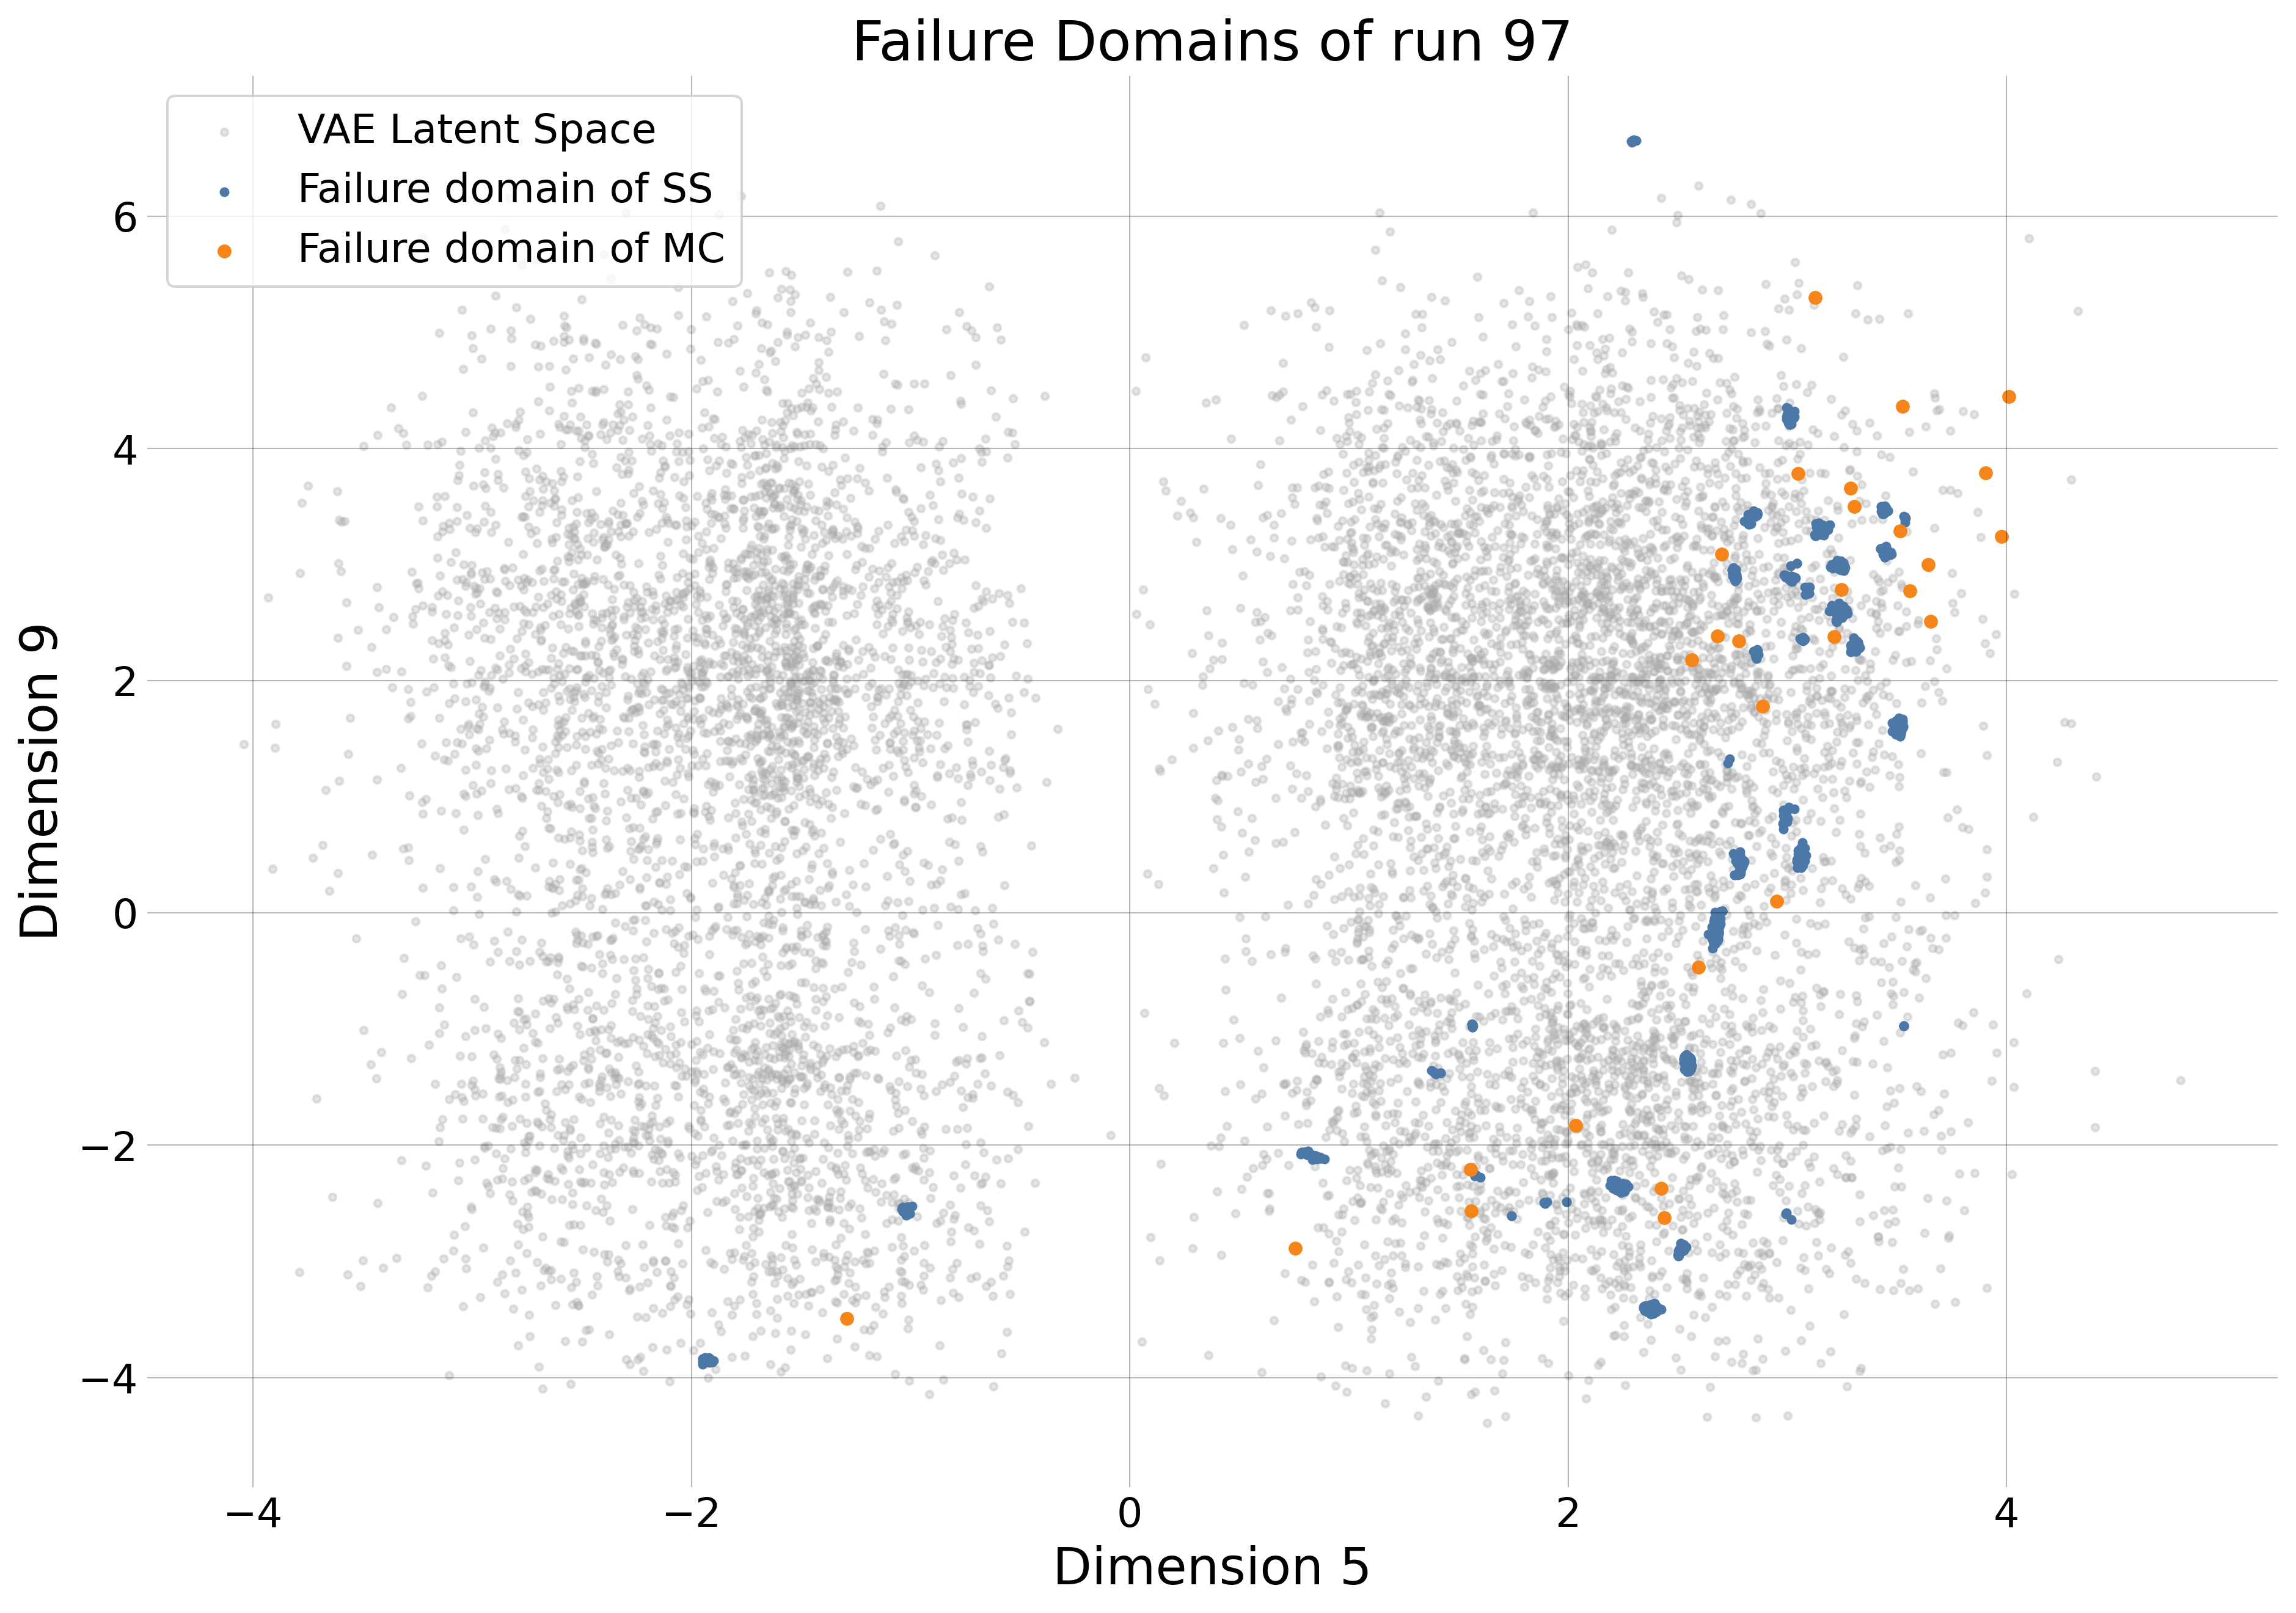 Failure Domains of run 97
VAE Latent Space
Failure domain of SS
Failure domain of MC
6
4
2
0
−2
−4
Dimension 9
−4
−2
0
2
4
Dimension 5